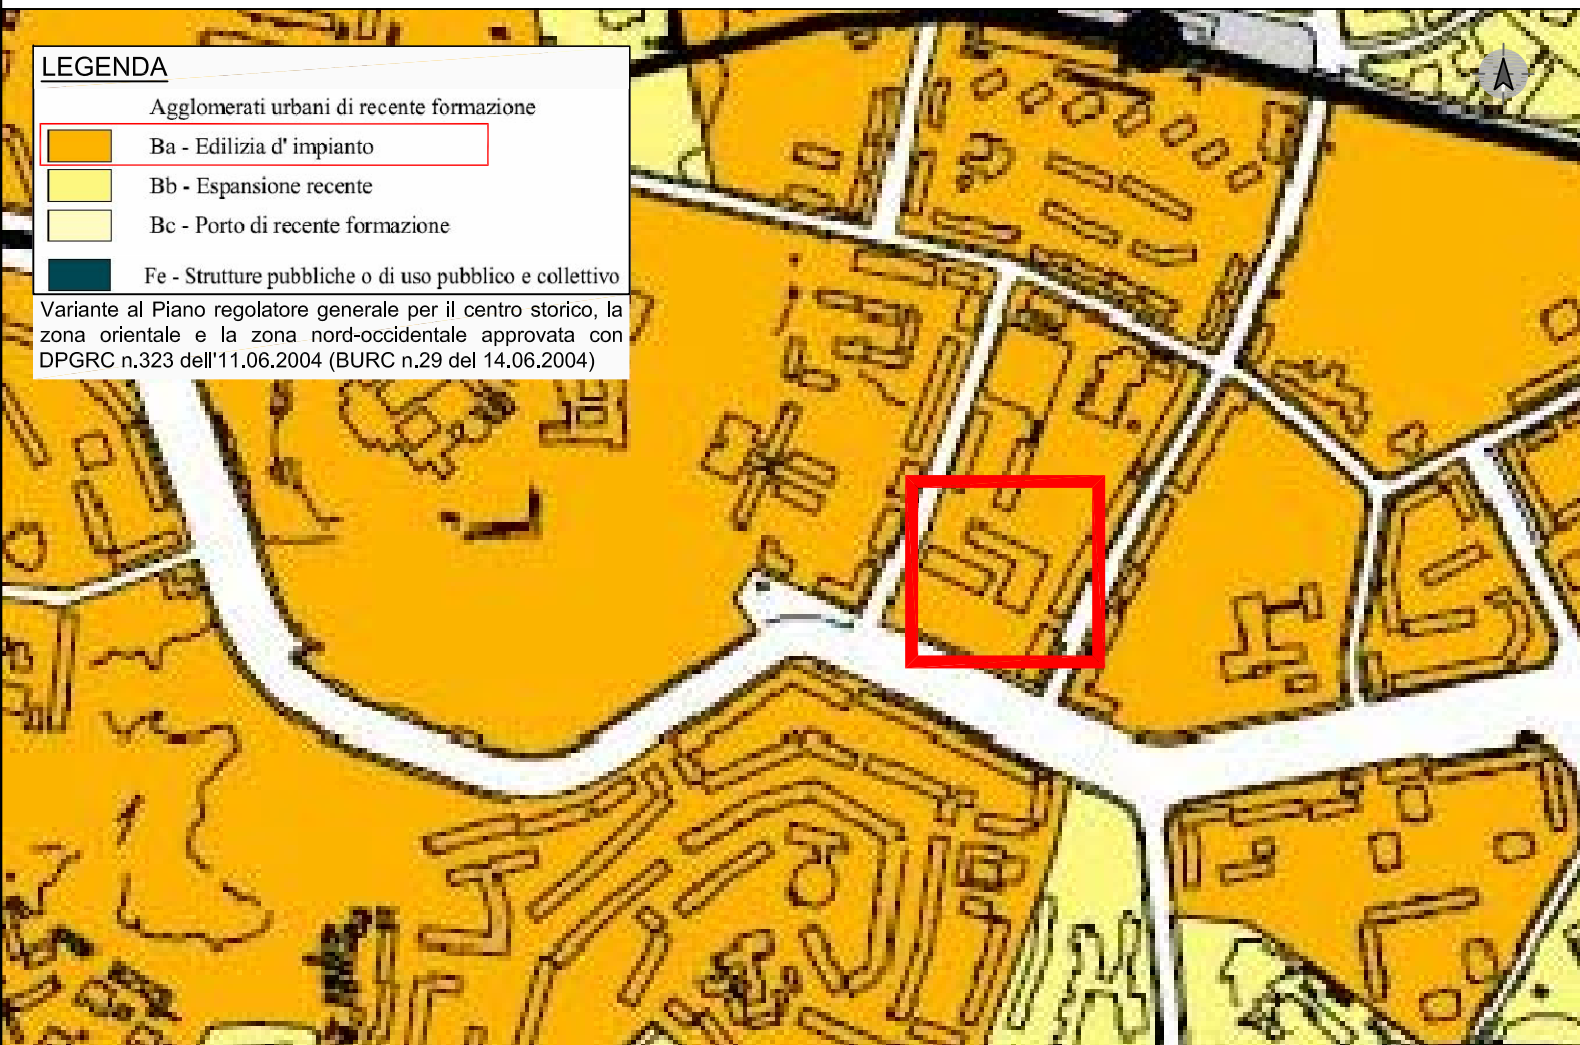 LEGENDA
Agglomerati urbani di recente formazione
Ba - Edilizia d' impianto
Bb - Espansione recente
Bc - Porto di recente formazione
Fe - Strutture pubbliche o di uso pubblico e collettivo
Variante al Piano regolatore generale per il centro storico, la
zona orientale e la zona nord-occidentale approvata con
DPGRC n.323 dell'11.06.2004 (BURC n.29 del 14.06.2004)